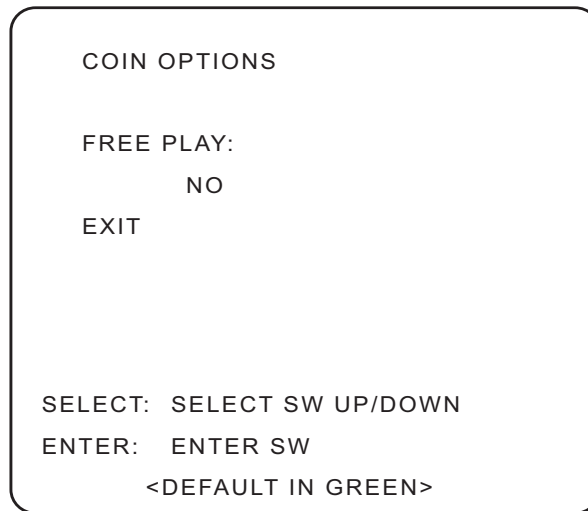 COIN OPTIONS
FREE PLAY:
NO
EXIT
SELECT: SELECT SW UP/DOWN
ENTER: ENTER SW
<DEFAULT IN GREEN>